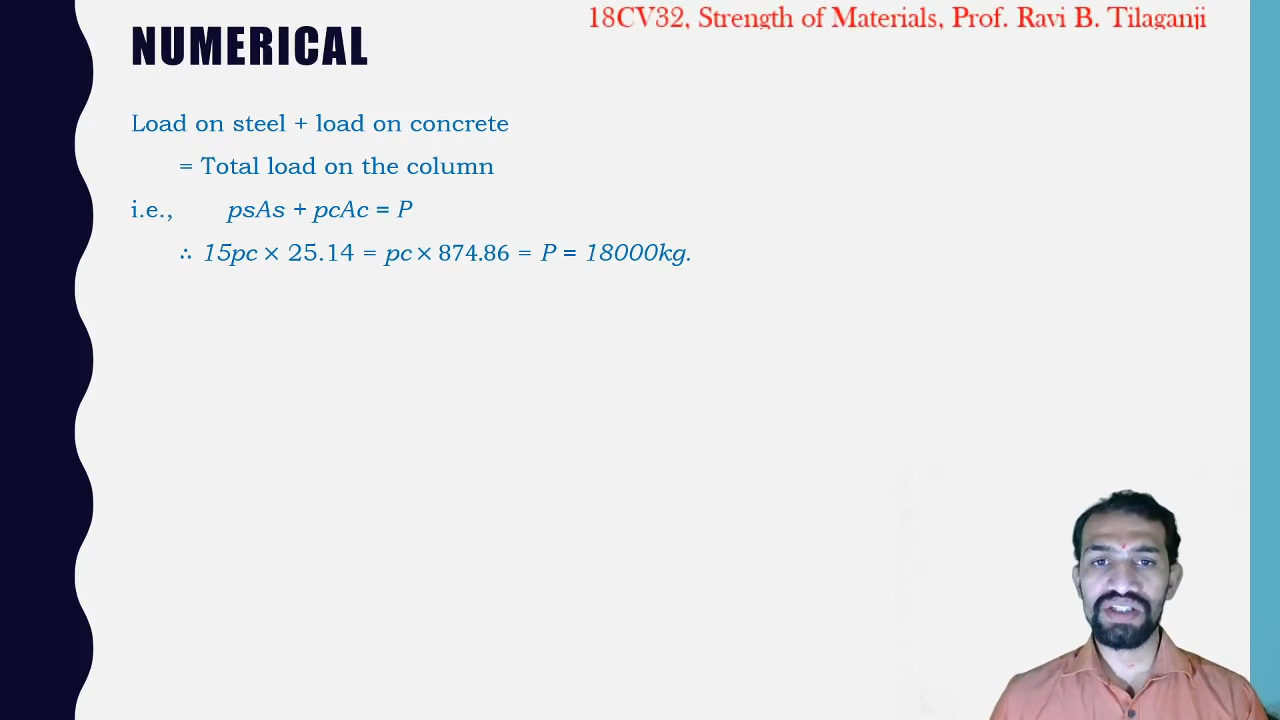 18CV32, Strength of Materials, Prof. Ravi B. Tilaganji
NUMERICAL
Load on steel + load on concrete
= Total load on the column
i.e., psAs + pcAc = P
∴ 15pc × 25.14 = pc × 874.86 = P = 18000kg.